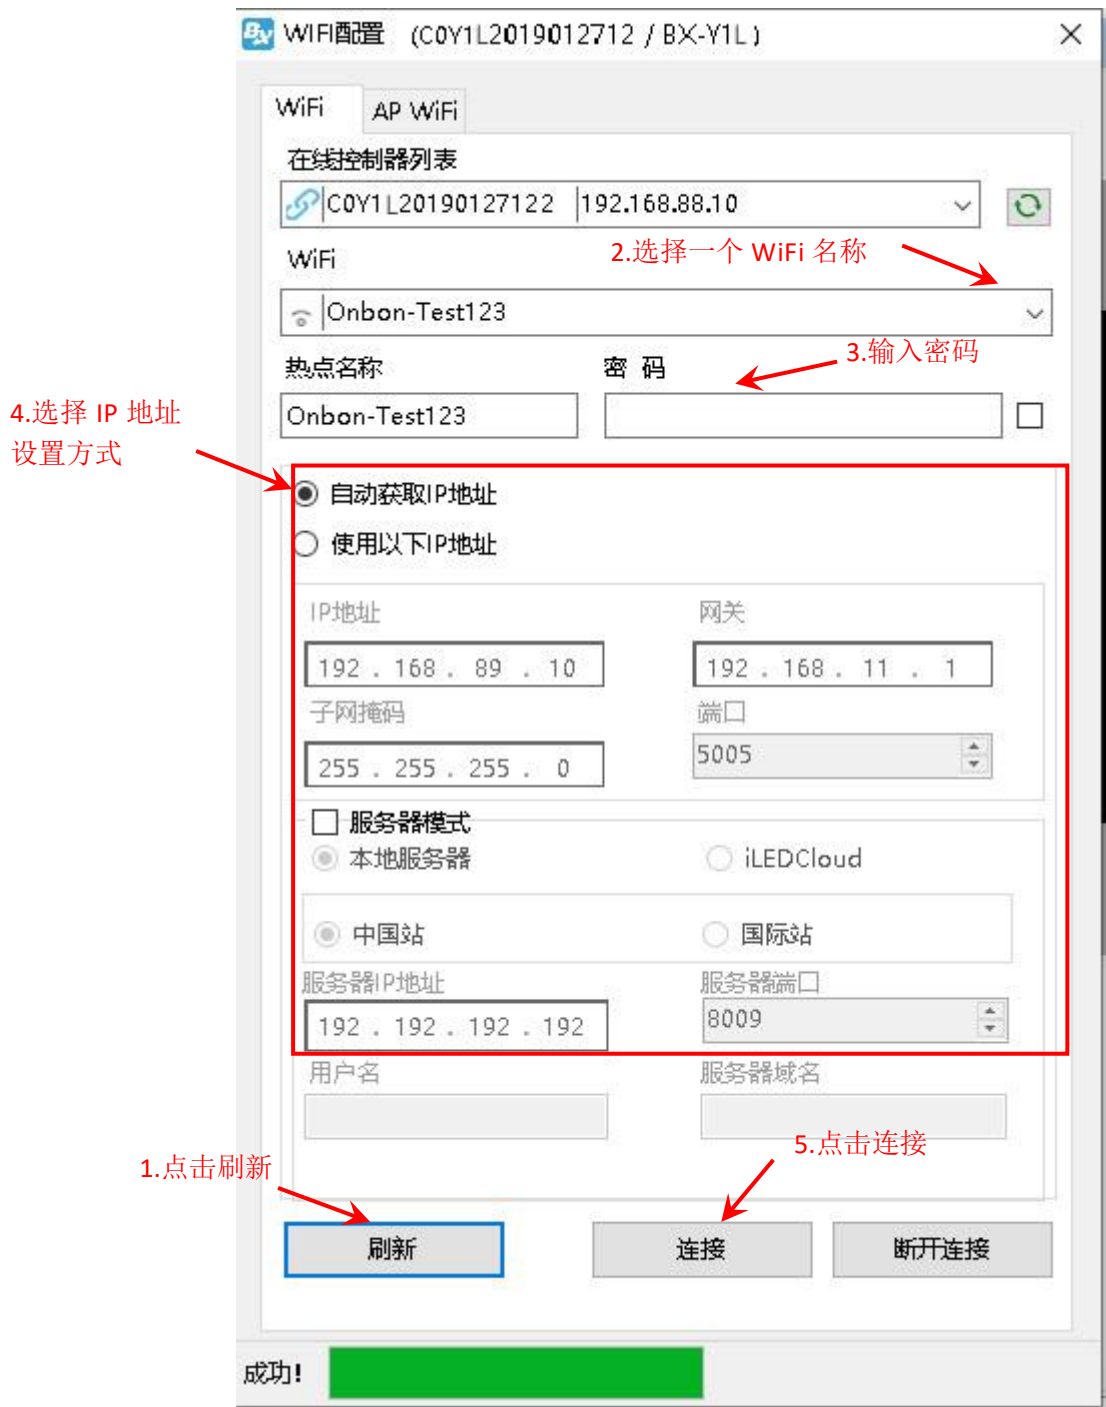 WIFI配置 (C0Y1L2019012712 / BX-Y1L)
WiFi
AP WiFi
在线控制器列表
C0Y1L20190127122 192.168.88.10
2.选择一个 WiFi 名称
WiFi
Onbon-Test123
3.输入密码
热点名称
密 码
4.选择 IP 地址
设置方式
Onbon-Test123
自动获取IP地址
使用以下IP地址
IP地址
网关
192 . 168 . 89 . 10
192 . 168 . 11 . 1
子网掩码
端口
255 . 255 . 255 . 0
5005
服务器模式
本地服务器
iLEDCloud
中国站
国际站
服务器IP地址
服务器端口
192 . 192 . 192 . 192
8009
用户名
服务器域名
5.点击连接
1.点击刷新
刷新
连接
断开连接
成功!